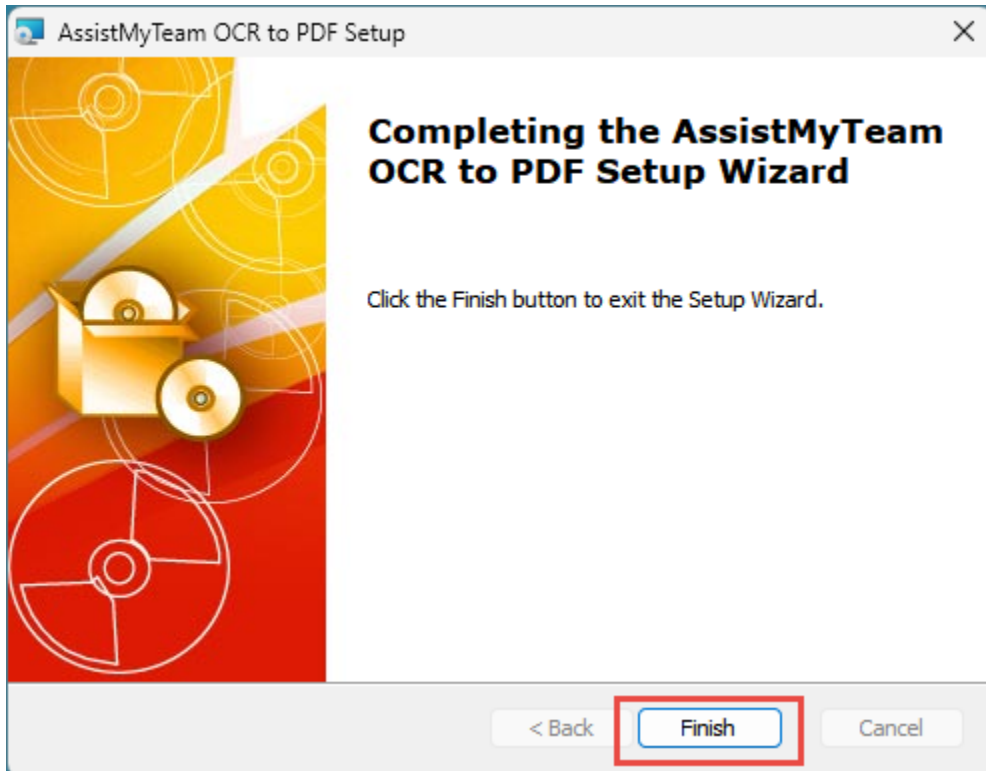 AssistMyTeam OCR to PDF Setup
Completing the AssistMyTeam
OCR to PDF Setup Wizard
Click the Finish button to exit the Setup Wizard.
< Back
Finish
Cancel